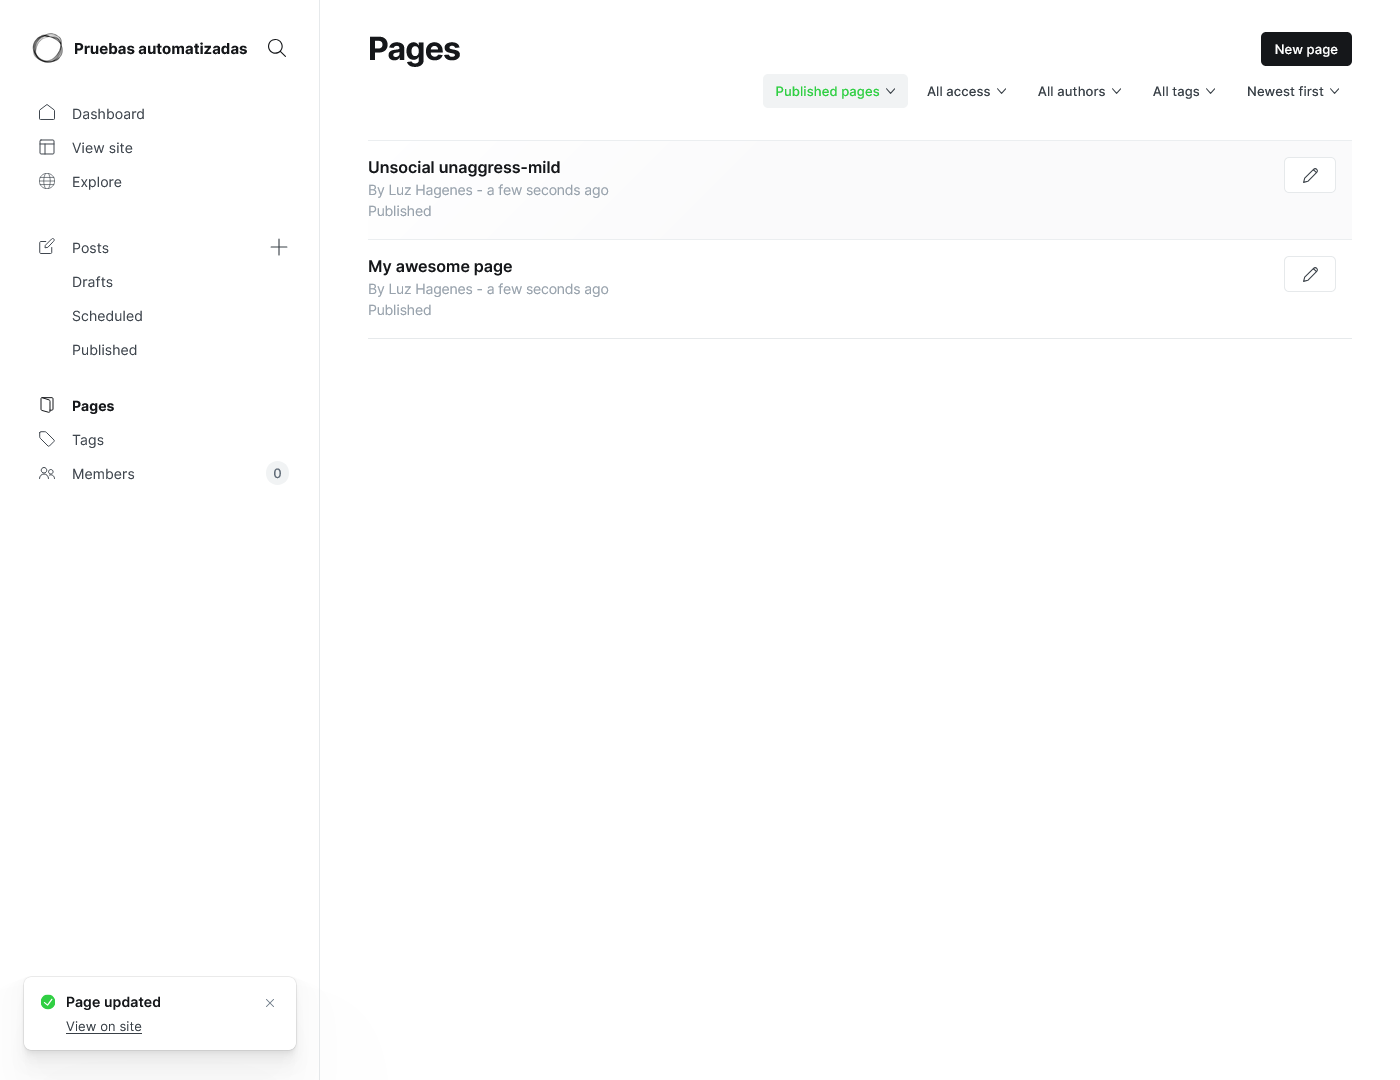 Pruebas automatizadas
Dashboard
View site
Explore
Posts
Drafts
Scheduled
Published
Pages
Tags
Members 0
Pages
New page
Published pages All access All authors All tags Newest first
Unsocial unaggress-mild
By Luz Hagenes - a few seconds ago
Published
My awesome page
By Luz Hagenes - a few seconds ago
Published
Page updated
View on site